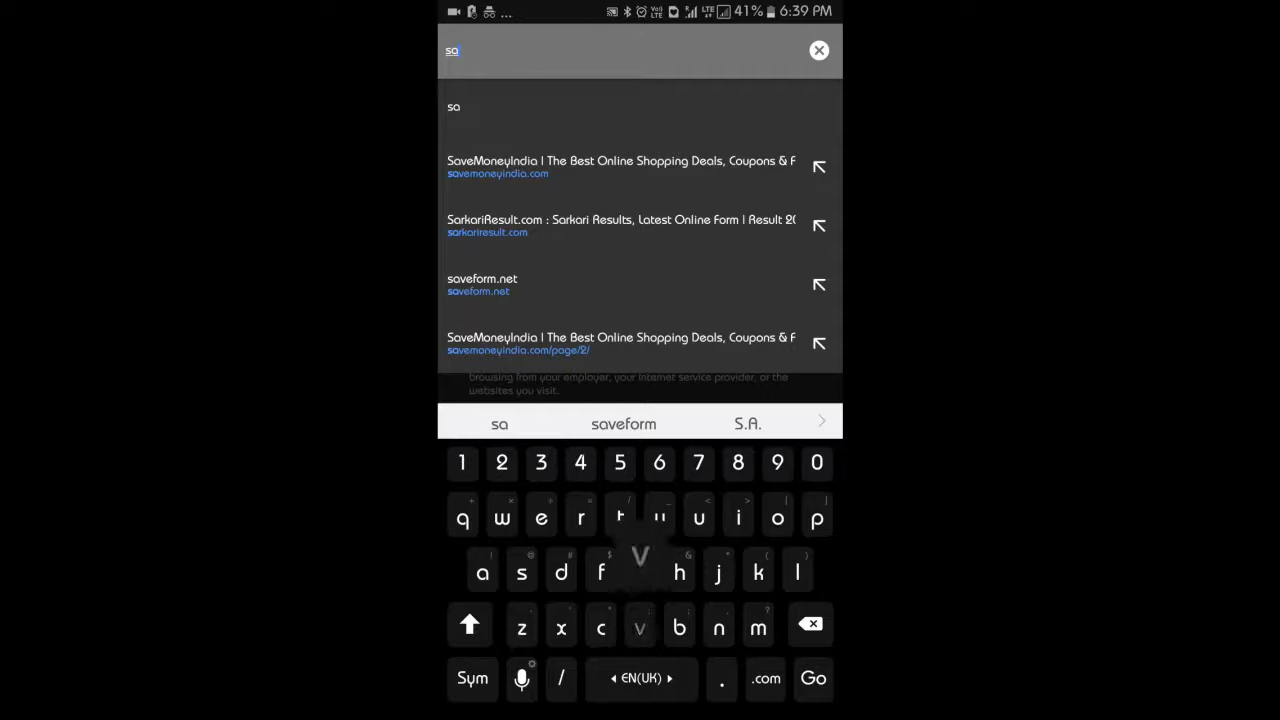 ... VoLTE R LTE 41% 6:39 PM
sa
sa
SaveMoneyIndia | The Best Online Shopping Deals, Coupons & F
savemoneyindia.com
SarkariResult.com : Sarkari Results, Latest Online Form | Result 20
sarkariresult.com
saveform.net
saveform.net
SaveMoneyIndia | The Best Online Shopping Deals, Coupons & F
savemoneyindia.com/page/2/
browsing from your employer, your Internet service provider, or the
websites you visit.
sa saveform S.A.
1 2 3 4 5 6 7 8 9 0
+ × ÷ = / _ < > [ ]
q w e r t y u i o p
! @ # $ & * ( )
V
a s d f h j k l
z x c v b n m
?
Sym / EN(UK) . .com Go